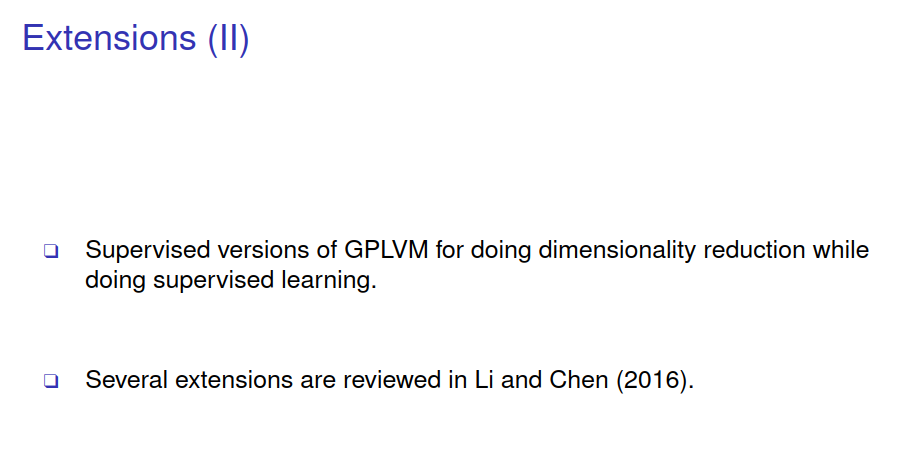 Extensions (II)
❑ Supervised versions of GPLVM for doing dimensionality reduction while
doing supervised learning.
❑ Several extensions are reviewed in Li and Chen (2016).